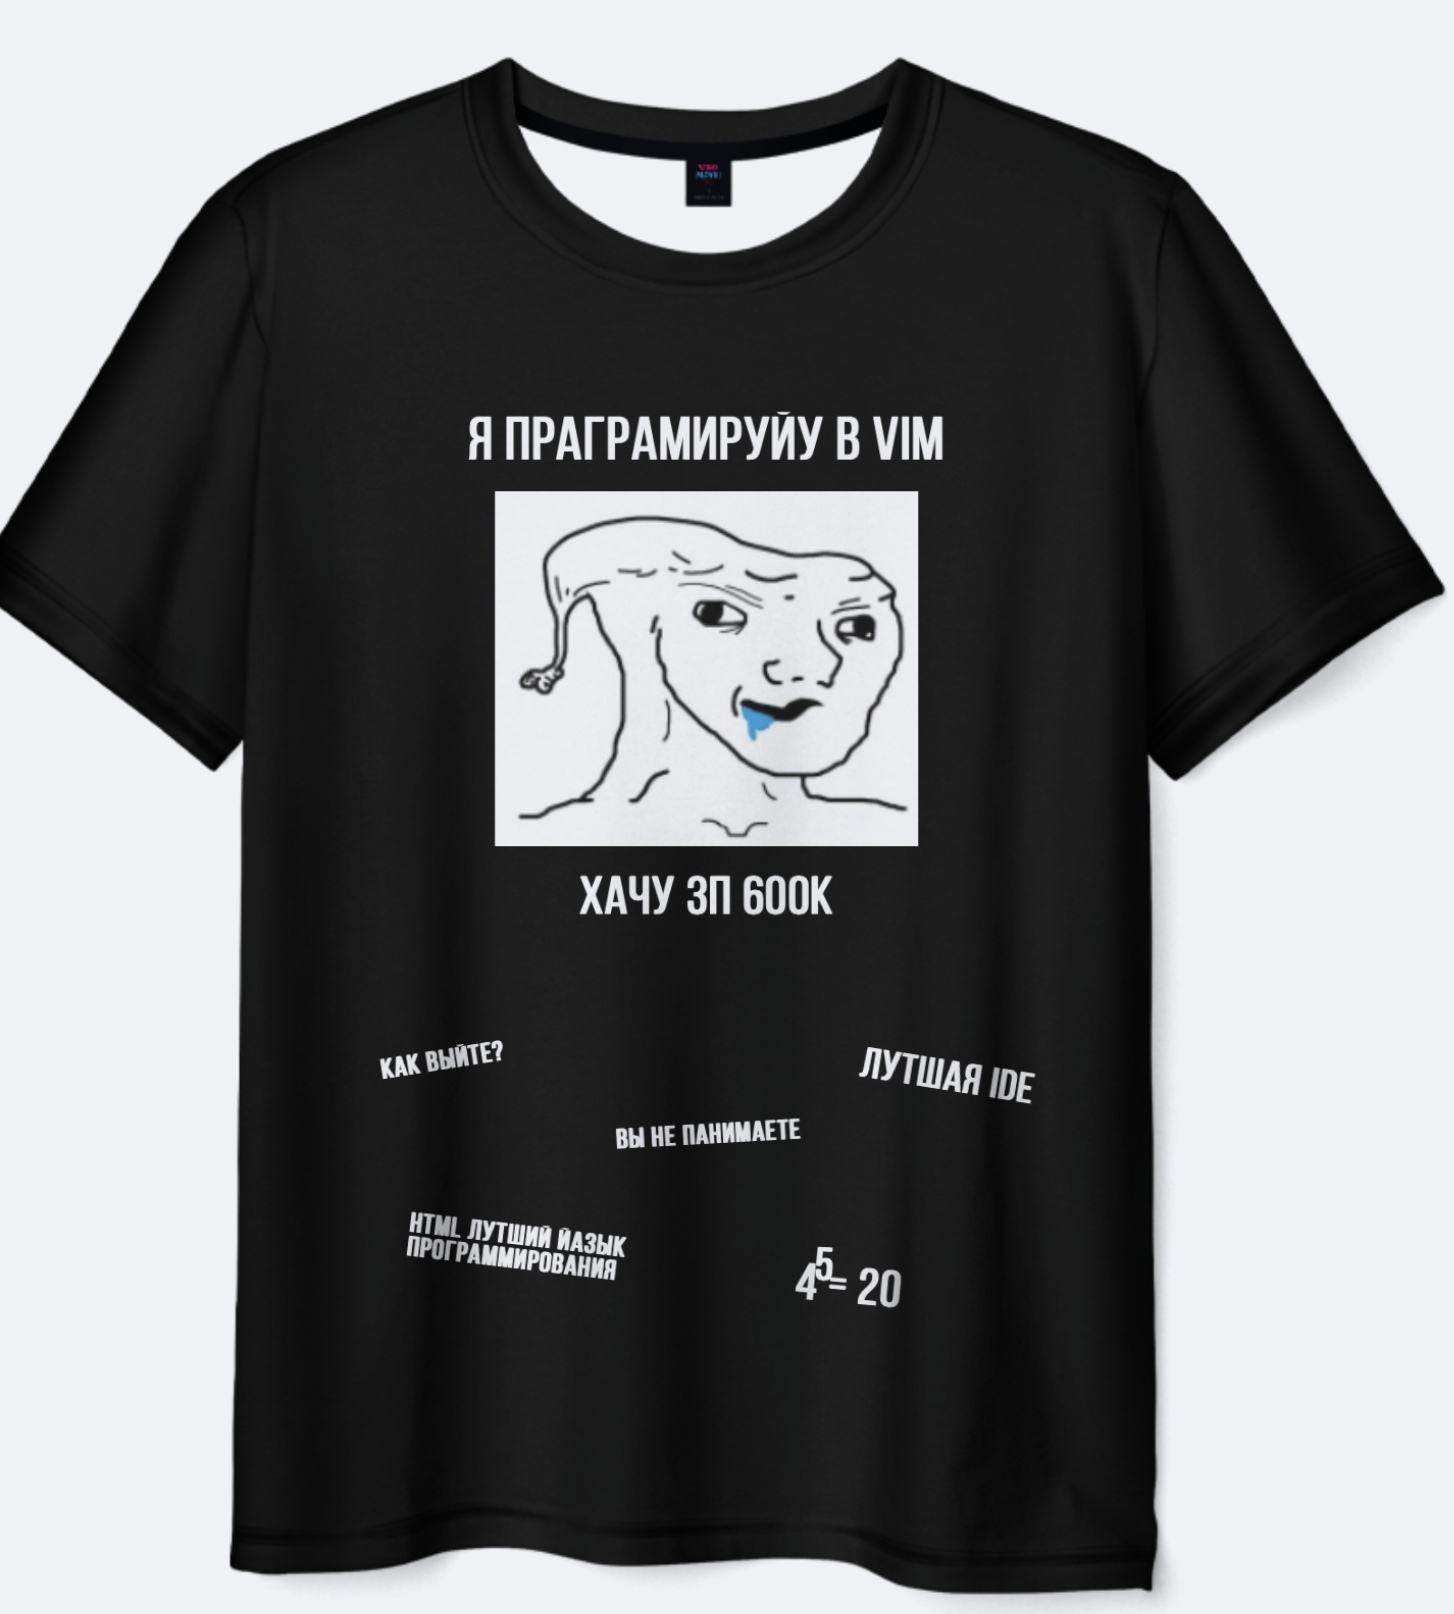 Я ПРАГРАМИРУЙУ В VIM
ХАЧУ ЗП 600К
КАК ВЫЙТЕ?
ЛУТШАЯ IDE
ВЫ НЕ ПАНИМАЕТЕ
HTML ЛУТШИЙ ЙАЗЫК
ПРОГРАММИРОВАНИЯ
4⁵= 20